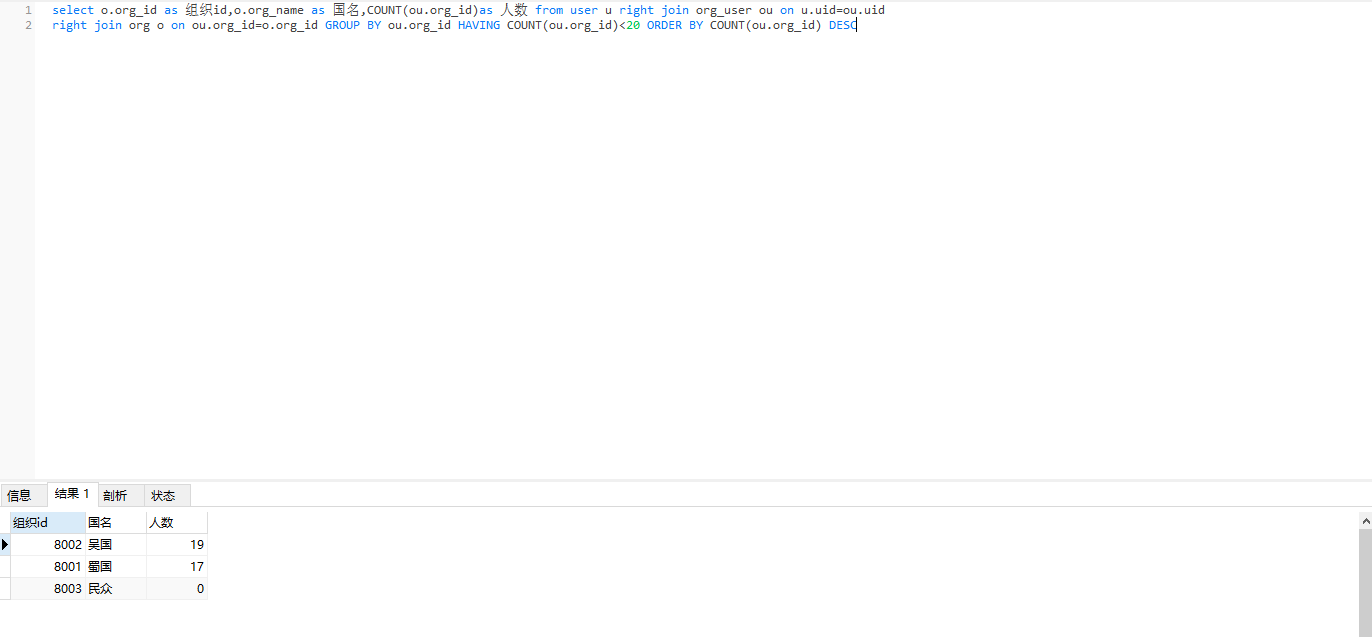 1 select o.org_id as 组织id,o.org_name as 国名,COUNT(ou.org_id)as 人数 from user u right join org_user ou on u.uid=ou.uid
2 right join org o on ou.org_id=o.org_id GROUP BY ou.org_id HAVING COUNT(ou.org_id)<20 ORDER BY COUNT(ou.org_id) DESC
信息 结果 1 剖析 状态
组织id 国名 人数
8002 吴国 19
8001 蜀国 17
8003 民众 0